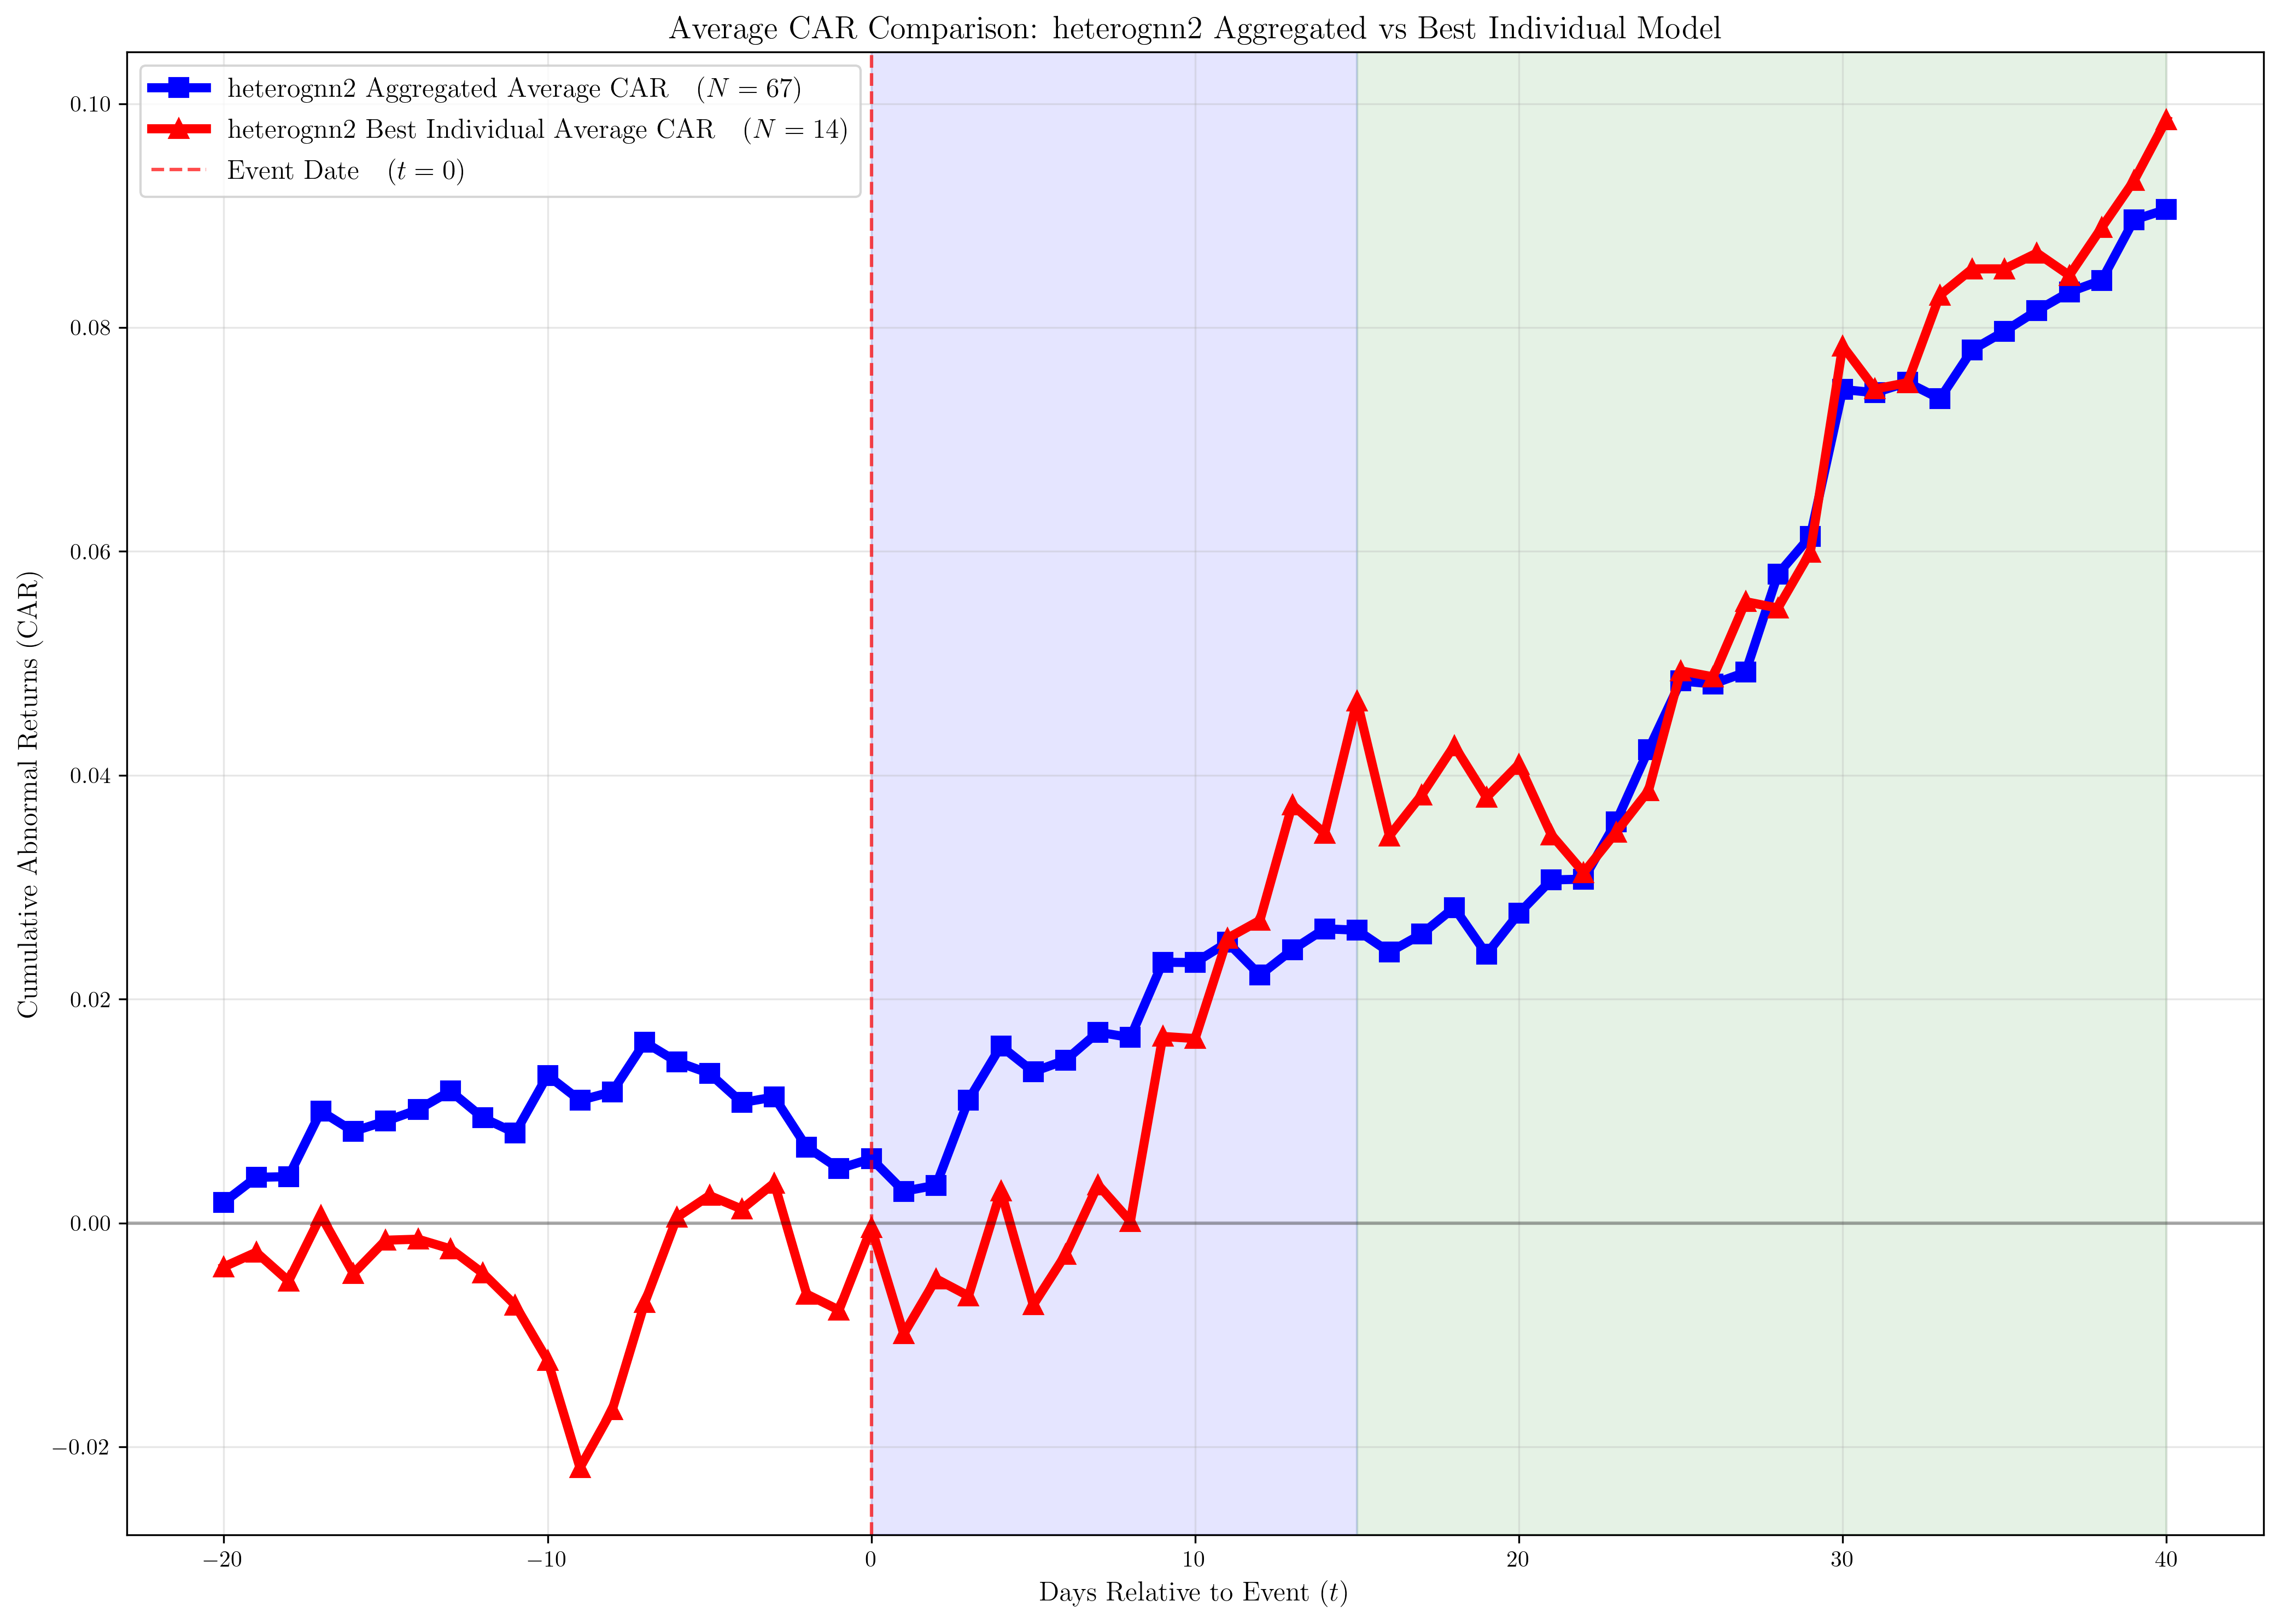 Average CAR Comparison: heterognn2 Aggregated vs Best Individual Model
heterognn2 Aggregated Average CAR (N = 67)
heterognn2 Best Individual Average CAR (N = 14)
Event Date (t = 0)
Cumulative Abnormal Returns (CAR)
0.10
0.08
0.06
0.04
0.02
0.00
−0.02
−20 −10 0 10 20 30 40
Days Relative to Event (t)